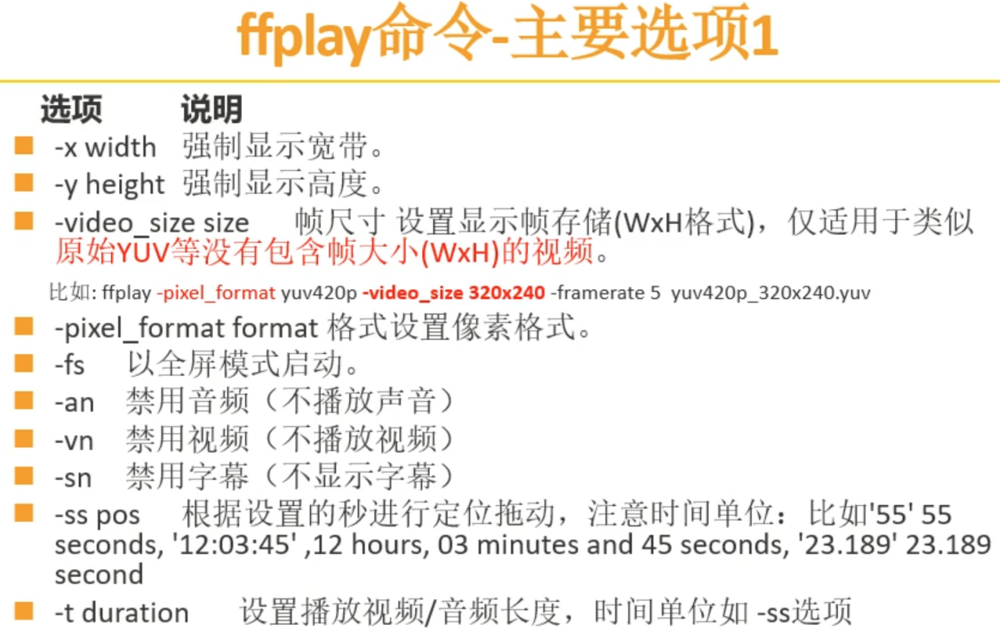 ffplay命令-主要选项1
选项 说明
-x width 强制显示宽带。
-y height 强制显示高度。
-video_size size 帧尺寸 设置显示帧存储(WxH格式)，仅适用于类似
原始YUV等没有包含帧大小(WxH)的视频。
比如: ffplay -pixel_format yuv420p -video_size 320x240 -framerate 5 yuv420p_320x240.yuv
-pixel_format format 格式设置像素格式。
-fs 以全屏模式启动。
-an 禁用音频（不播放声音）
-vn 禁用视频（不播放视频）
-sn 禁用字幕（不显示字幕）
-ss pos 根据设置的秒进行定位拖动，注意时间单位：比如'55' 55
seconds, '12:03:45' ,12 hours, 03 minutes and 45 seconds, '23.189' 23.189
second
-t duration 设置播放视频/音频长度，时间单位如 -ss选项